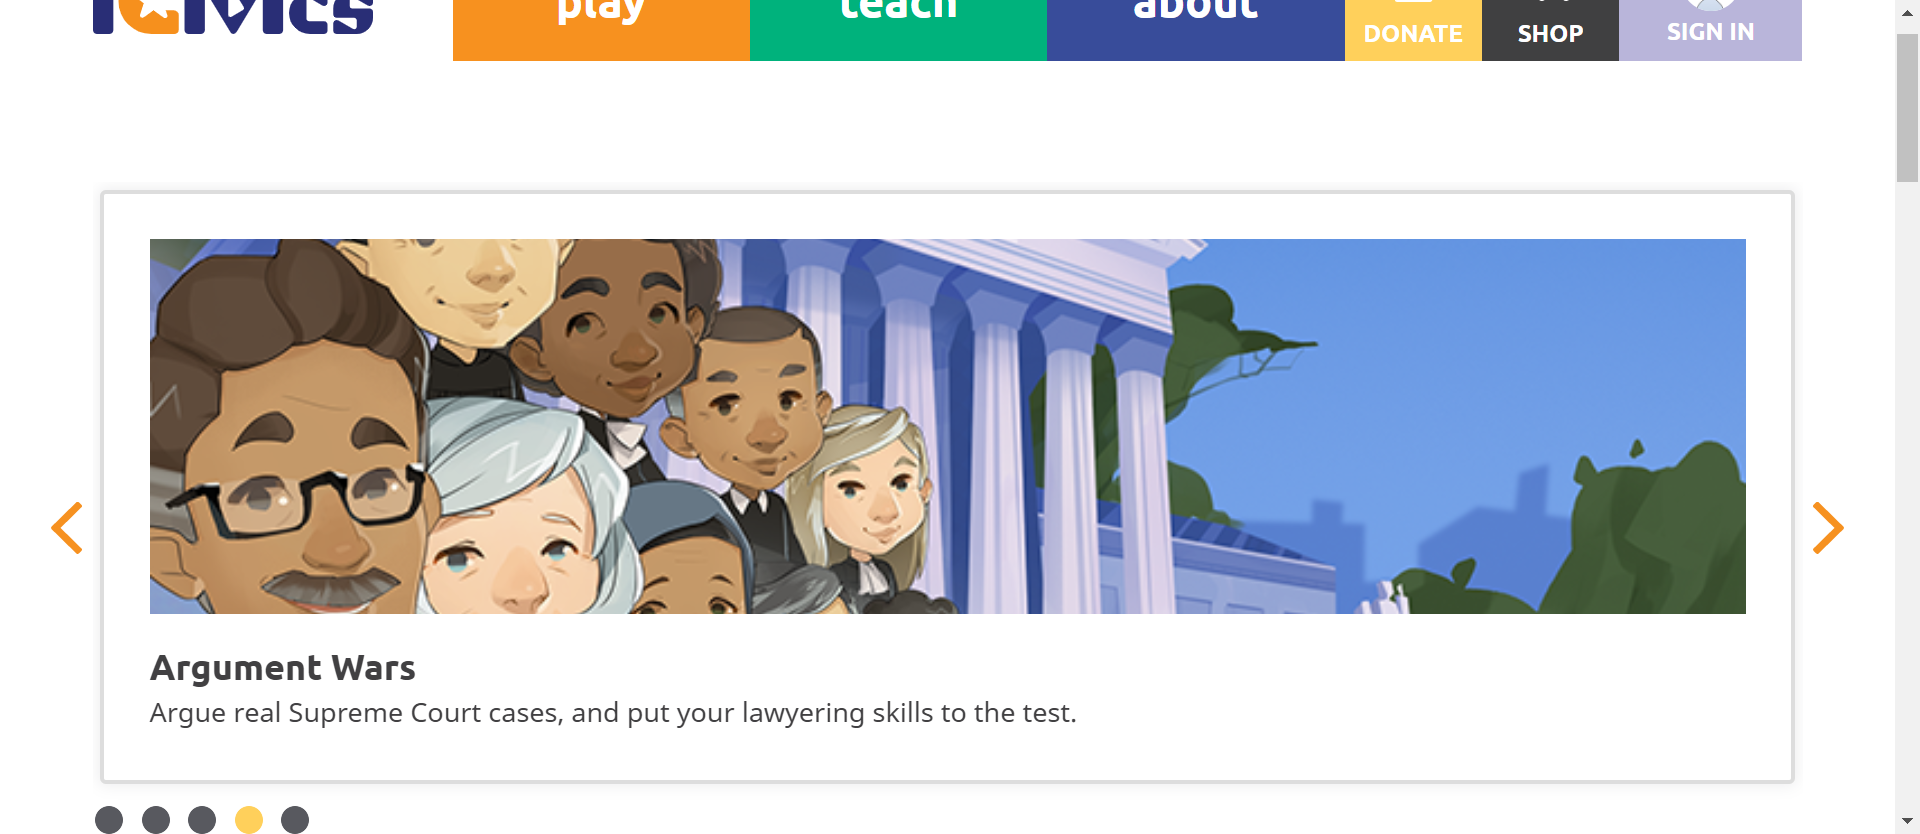 iCivics
play
teach
about
DONATE
SHOP
SIGN IN
Argument Wars
Argue real Supreme Court cases, and put your lawyering skills to the test.